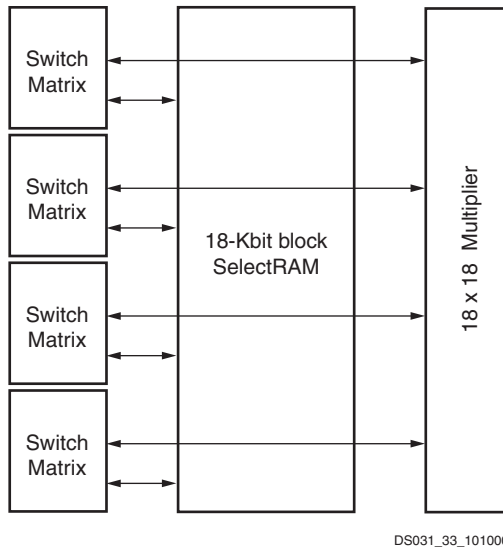 Switch
Matrix
Switch
Matrix
18-Kbit block
SelectRAM
18 x 18 Multiplier
Switch
Matrix
Switch
Matrix
DS031_33_101000